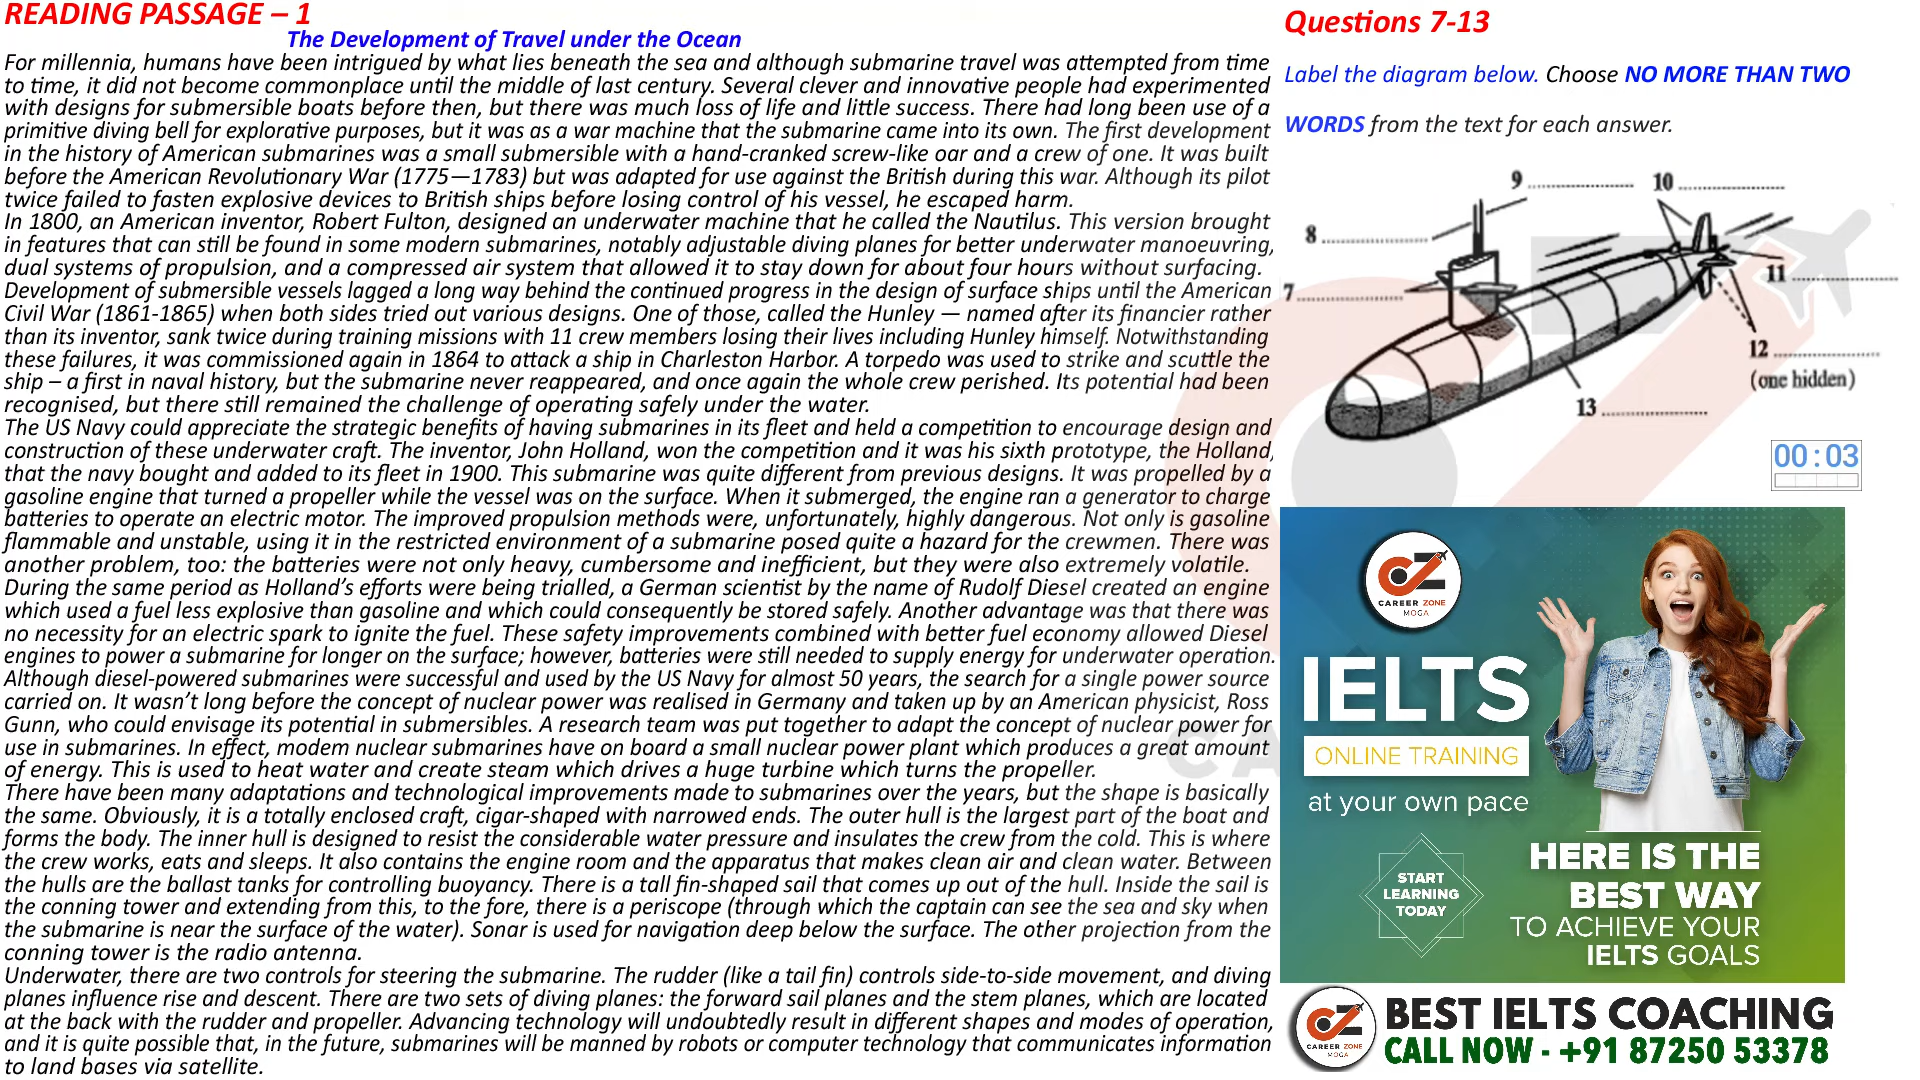 READING PASSAGE – 1
The Development of Travel under the Ocean
For millennia, humans have been intrigued by what lies beneath the sea and although submarine travel was attempted from time
to time, it did not become commonplace until the middle of last century. Several clever and innovative people had experimented
with designs for submersible boats before then, but there was much loss of life and little success. There had long been use of a
primitive diving bell for explorative purposes, but it was as a war machine that the submarine came into its own. The first development
in the history of American submarines was a small submersible with a hand-cranked screw-like oar and a crew of one. It was built
before the American Revolutionary War (1775—1783) but was adapted for use against the British during this war. Although its pilot
twice failed to fasten explosive devices to British ships before losing control of his vessel, he escaped harm.
In 1800, an American inventor, Robert Fulton, designed an underwater machine that he called the Nautilus. This version brought
in features that can still be found in some modern submarines, notably adjustable diving planes for better underwater manoeuvring,
dual systems of propulsion, and a compressed air system that allowed it to stay down for about four hours without surfacing.
Development of submersible vessels lagged a long way behind the continued progress in the design of surface ships until the American
Civil War (1861-1865) when both sides tried out various designs. One of those, called the Hunley — named after its financier rather
than its inventor, sank twice during training missions with 11 crew members losing their lives including Hunley himself. Notwithstanding
these failures, it was commissioned again in 1864 to attack a ship in Charleston Harbor. A torpedo was used to strike and scuttle the
ship – a first in naval history, but the submarine never reappeared, and once again the whole crew perished. Its potential had been
recognised, but there still remained the challenge of operating safely under the water.
The US Navy could appreciate the strategic benefits of having submarines in its fleet and held a competition to encourage design and
construction of these underwater craft. The inventor, John Holland, won the competition and it was his sixth prototype, the Holland,
that the navy bought and added to its fleet in 1900. This submarine was quite different from previous designs. It was propelled by a
gasoline engine that turned a propeller while the vessel was on the surface. When it submerged, the engine ran a generator to charge
batteries to operate an electric motor. The improved propulsion methods were, unfortunately, highly dangerous. Not only is gasoline
flammable and unstable, using it in the restricted environment of a submarine posed quite a hazard for the crewmen. There was
another problem, too: the batteries were not only heavy, cumbersome and inefficient, but they were also extremely volatile.
During the same period as Holland's efforts were being trialled, a German scientist by the name of Rudolf Diesel created an engine
which used a fuel less explosive than gasoline and which could consequently be stored safely. Another advantage was that there was
no necessity for an electric spark to ignite the fuel. These safety improvements combined with better fuel economy allowed Diesel
engines to power a submarine for longer on the surface; however, batteries were still needed to supply energy for underwater operation.
Although diesel-powered submarines were successful and used by the US Navy for almost 50 years, the search for a single power source
carried on. It wasn't long before the concept of nuclear power was realised in Germany and taken up by an American physicist, Ross
Gunn, who could envisage its potential in submersibles. A research team was put together to adapt the concept of nuclear power for
use in submarines. In effect, modem nuclear submarines have on board a small nuclear power plant which produces a great amount
of energy. This is used to heat water and create steam which drives a huge turbine which turns the propeller.
There have been many adaptations and technological improvements made to submarines over the years, but the shape is basically
the same. Obviously, it is a totally enclosed craft, cigar-shaped with narrowed ends. The outer hull is the largest part of the boat and
forms the body. The inner hull is designed to resist the considerable water pressure and insulates the crew from the cold. This is where
the crew works, eats and sleeps. It also contains the engine room and the apparatus that makes clean air and clean water. Between
the hulls are the ballast tanks for controlling buoyancy. There is a tall fin-shaped sail that comes up out of the hull. Inside the sail is
the conning tower and extending from this, to the fore, there is a periscope (through which the captain can see the sea and sky when
the submarine is near the surface of the water). Sonar is used for navigation deep below the surface. The other projection from the
conning tower is the radio antenna.
Underwater, there are two controls for steering the submarine. The rudder (like a tail fin) controls side-to-side movement, and diving
planes influence rise and descent. There are two sets of diving planes: the forward sail planes and the stem planes, which are located
at the back with the rudder and propeller. Advancing technology will undoubtedly result in different shapes and modes of operation,
and it is quite possible that, in the future, submarines will be manned by robots or computer technology that communicates information
to land bases via satellite.
Questions 7-13
Label the diagram below. Choose NO MORE THAN TWO
WORDS from the text for each answer.
9 ....................
10 ....................
8 ....................
11 ....................
7 ....................
12 ....................
(one hidden)
13 ....................
00:03
CAREER ZONE
MOGA
IELTS
ONLINE TRAINING
at your own pace
START
LEARNING
TODAY
HERE IS THE
BEST WAY
TO ACHIEVE YOUR
IELTS GOALS
CAREER ZONE
MOGA
BEST IELTS COACHING
CALL NOW - +91 87250 53378